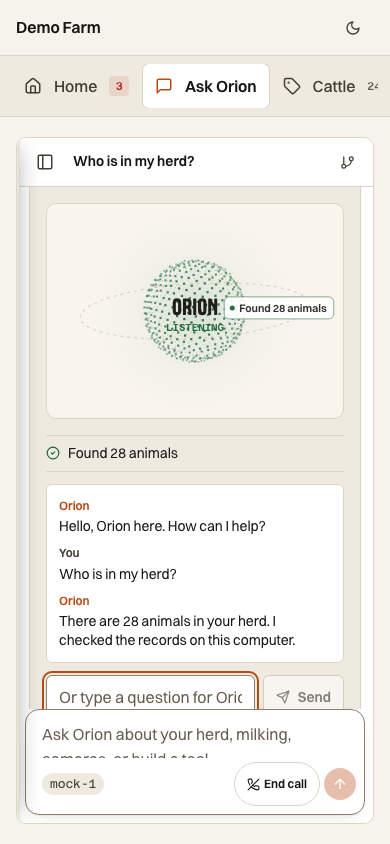 Demo Farm
Home 3 Ask Orion Cattle
Who is in my herd?
ORION
LISTENING
Found 28 animals
Found 28 animals
Orion
Hello, Orion here. How can I help?
You
Who is in my herd?
Orion
There are 28 animals in your herd. I
checked the records on this computer.
Or type a question for Orio
Send
Ask Orion about your herd, milking,
mock-1
End call